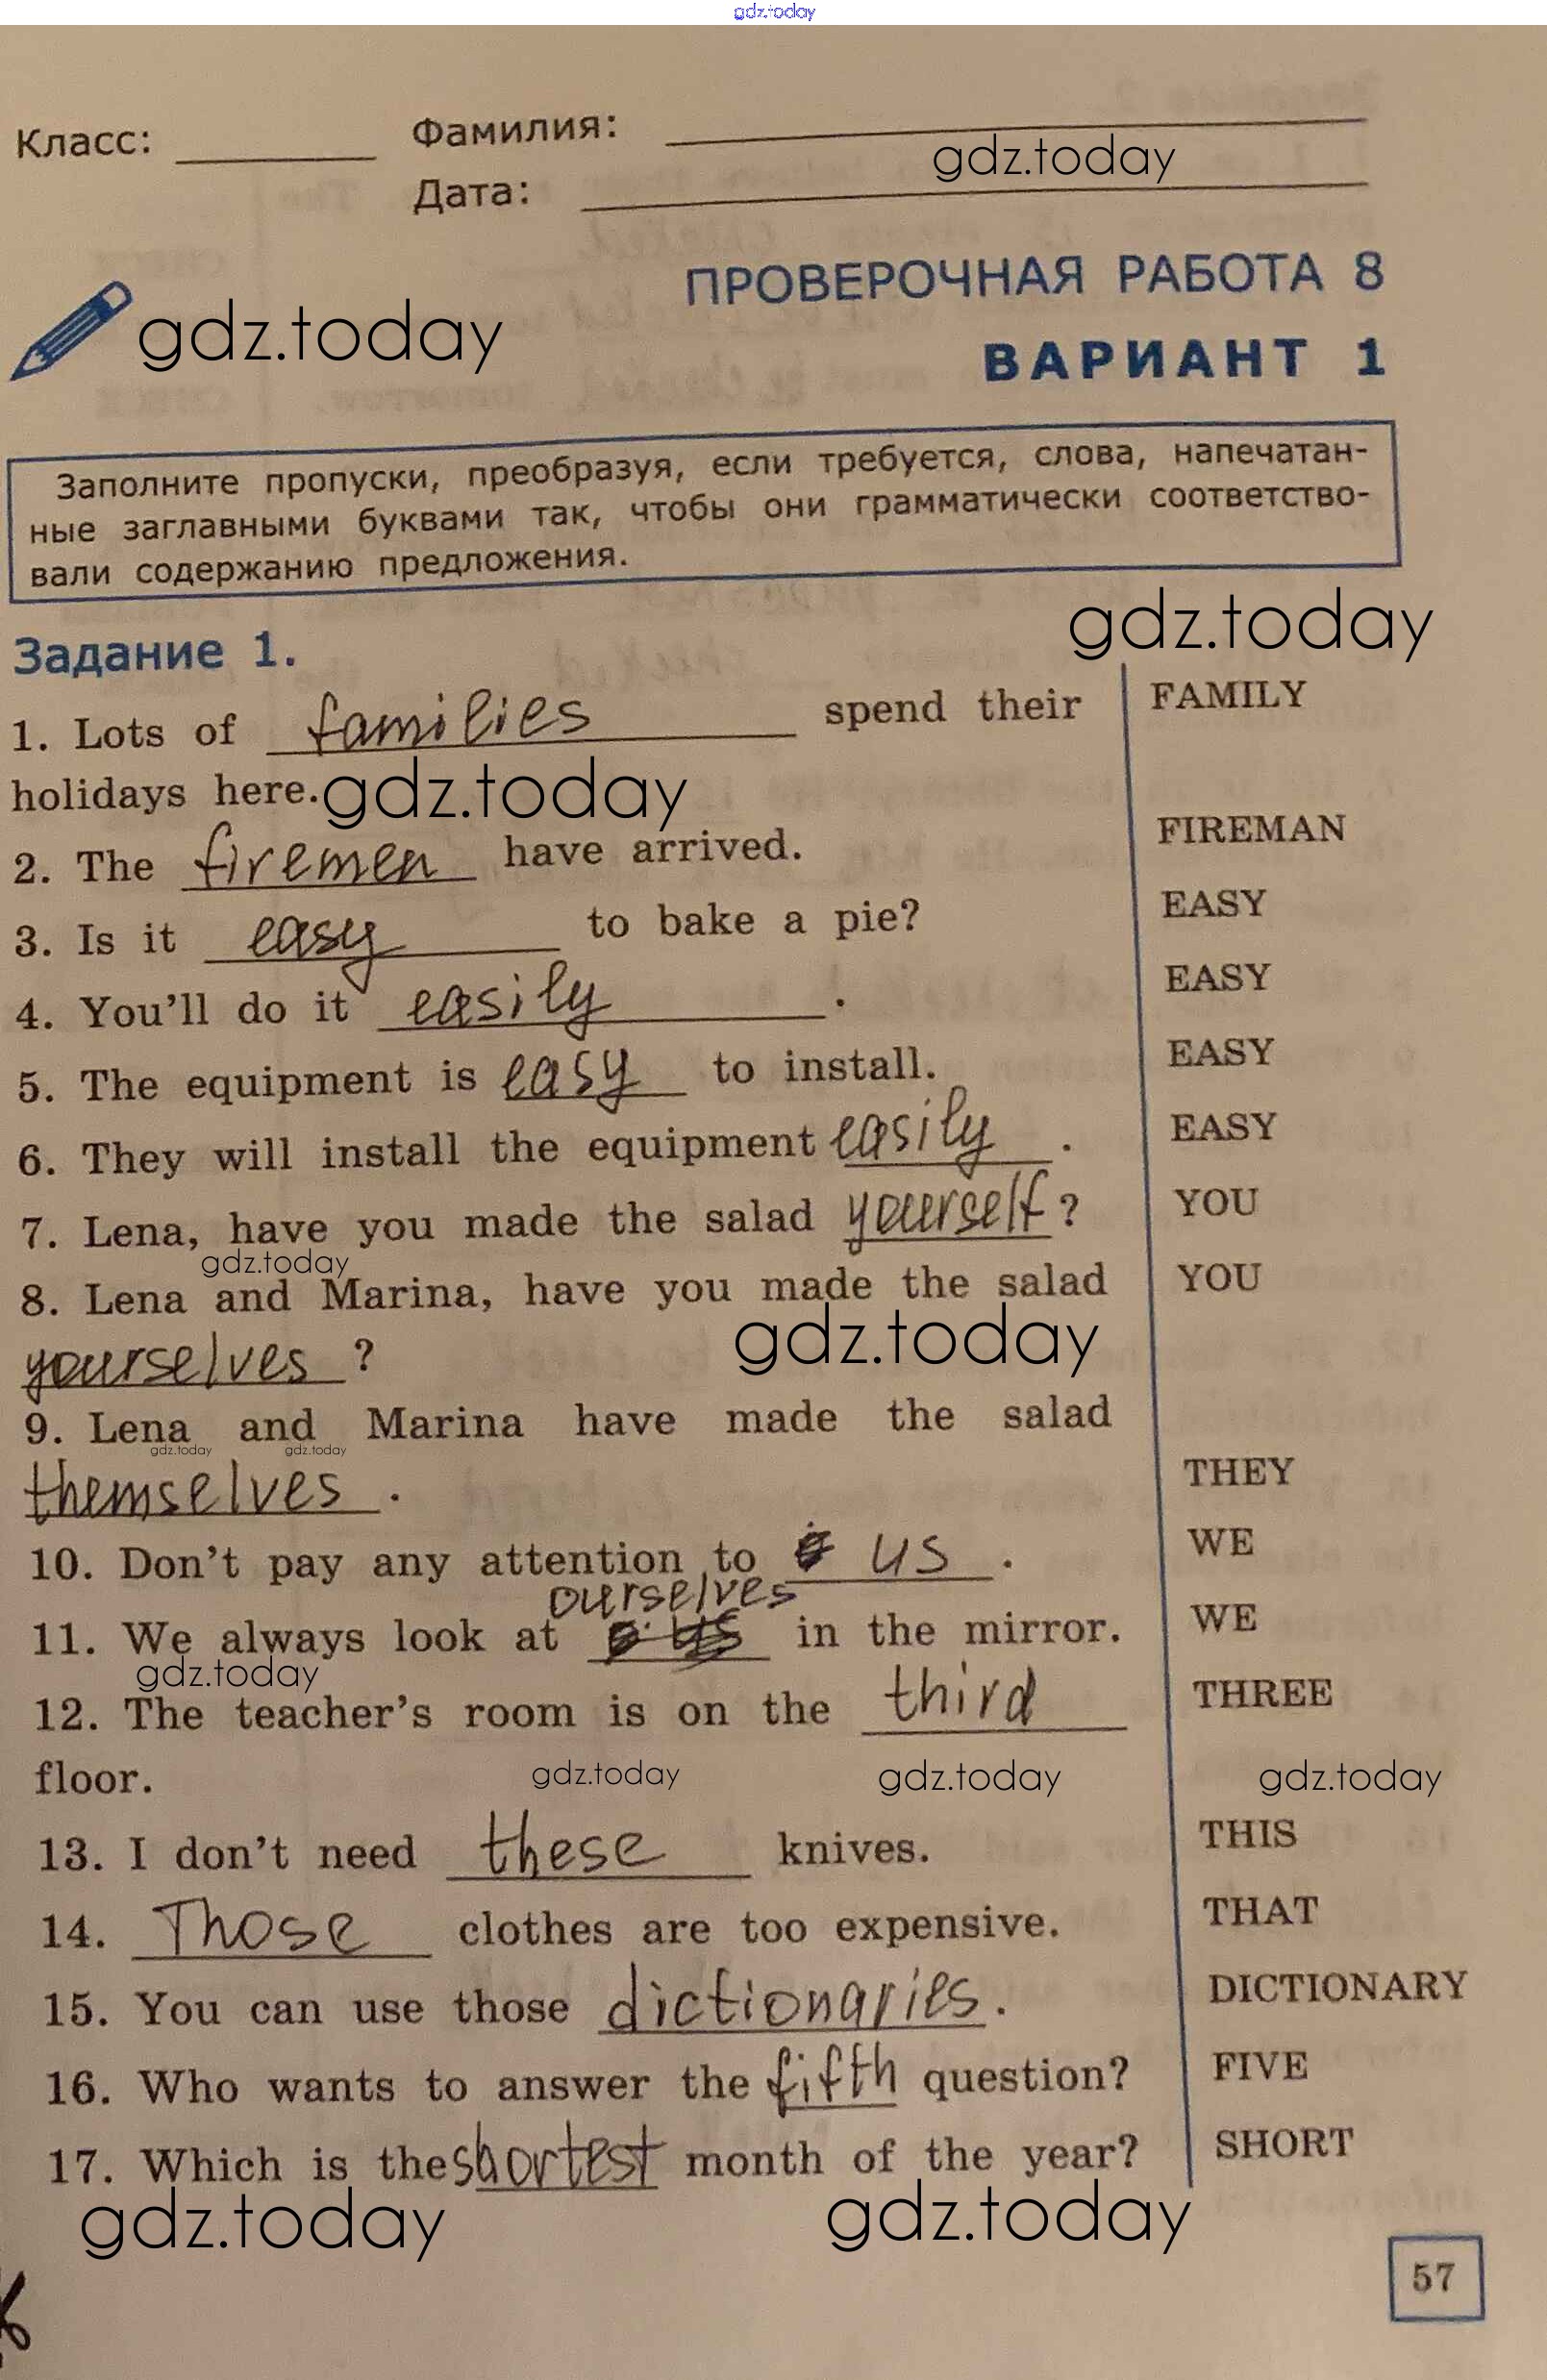 gdz.today
Класс: Фамилия:
gdz.today
Дата:
ПРОВЕРОЧНАЯ РАБОТА 8
gdz.today
ВАРИАНТ 1
Заполните пропуски, преобразуя, если требуется, слова, напечатан-
ные заглавными буквами так, чтобы они грамматически соответство-
вали содержанию предложения.
gdz.today
Задание 1.
1. Lots of families spend their FAMILY
holidays here. gdz.today
2. The firemen have arrived. FIREMAN
3. Is it easy to bake a pie? EASY
4. You'll do it easily. EASY
5. The equipment is easy to install. EASY
6. They will install the equipment easily. EASY
7. Lena, have you made the salad yourself? YOU
gdz.today
8. Lena and Marina, have you made the salad YOU
gdz.today
yourselves?
9. Lena and Marina have made the salad
gdz.today gdz.today
themselves. THEY
10. Don't pay any attention to us. WE
ourselves
11. We always look at us in the mirror. WE
gdz.today
12. The teacher's room is on the third THREE
floor. gdz.today gdz.today gdz.today
13. I don't need these knives. THIS
14. Those clothes are too expensive. THAT
15. You can use those dictionaries. DICTIONARY
16. Who wants to answer the fifth question? FIVE
17. Which is the shortest month of the year? SHORT
gdz.today gdz.today
57